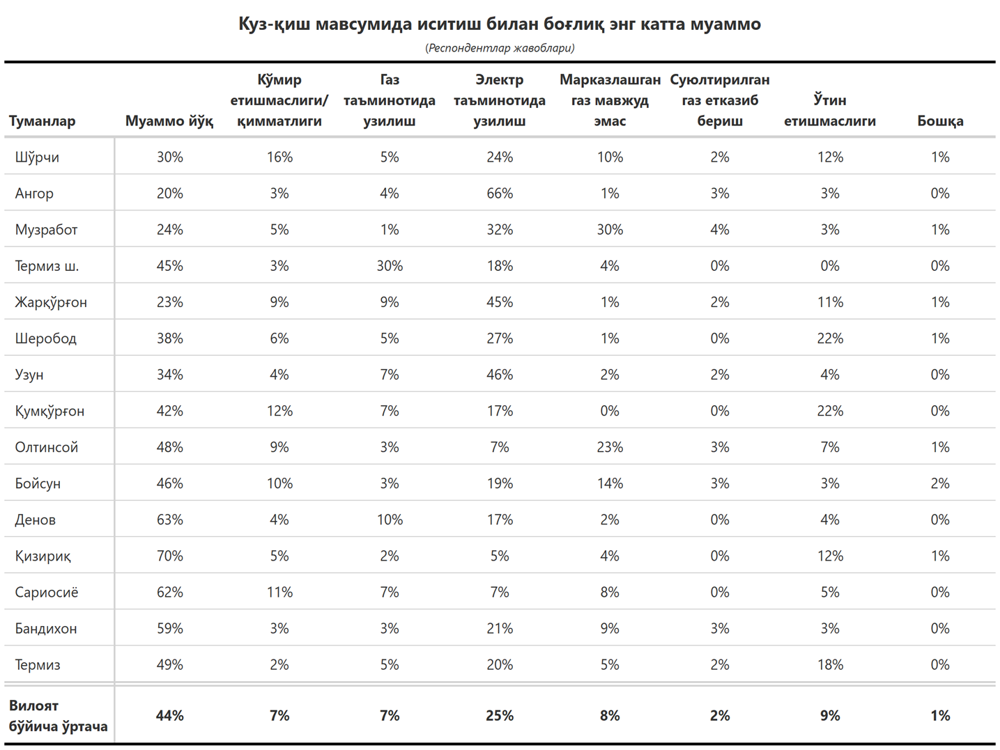 Куз-қиш мавсумида иситиш билан боғлиқ энг катта муаммо
(Респондентлар жавоблари)
Туманлар Муаммо йўқ Кўмир етишмаслиги/ қимматлиги Газ таъминотида узилиш Электр таъминотида узилиш Марказлашган газ мавжуд эмас Суюлтирилган газ етказиб бериш Ўтин етишмаслиги Бошқа
Шўрчи 30% 16% 5% 24% 10% 2% 12% 1%
Ангор 20% 3% 4% 66% 1% 3% 3% 0%
Музработ 24% 5% 1% 32% 30% 4% 3% 1%
Термиз ш. 45% 3% 30% 18% 4% 0% 0% 0%
Жарқўрғон 23% 9% 9% 45% 1% 2% 11% 1%
Шеробод 38% 6% 5% 27% 1% 0% 22% 1%
Узун 34% 4% 7% 46% 2% 2% 4% 0%
Қумқўрғон 42% 12% 7% 17% 0% 0% 22% 0%
Олтинсой 48% 9% 3% 7% 23% 3% 7% 1%
Бойсун 46% 10% 3% 19% 14% 3% 3% 2%
Денов 63% 4% 10% 17% 2% 0% 4% 0%
Қизириқ 70% 5% 2% 5% 4% 0% 12% 1%
Сариосиё 62% 11% 7% 7% 8% 0% 5% 0%
Бандихон 59% 3% 3% 21% 9% 3% 3% 0%
Термиз 49% 2% 5% 20% 5% 2% 18% 0%
Вилоят бўйича ўртача 44% 7% 7% 25% 8% 2% 9% 1%